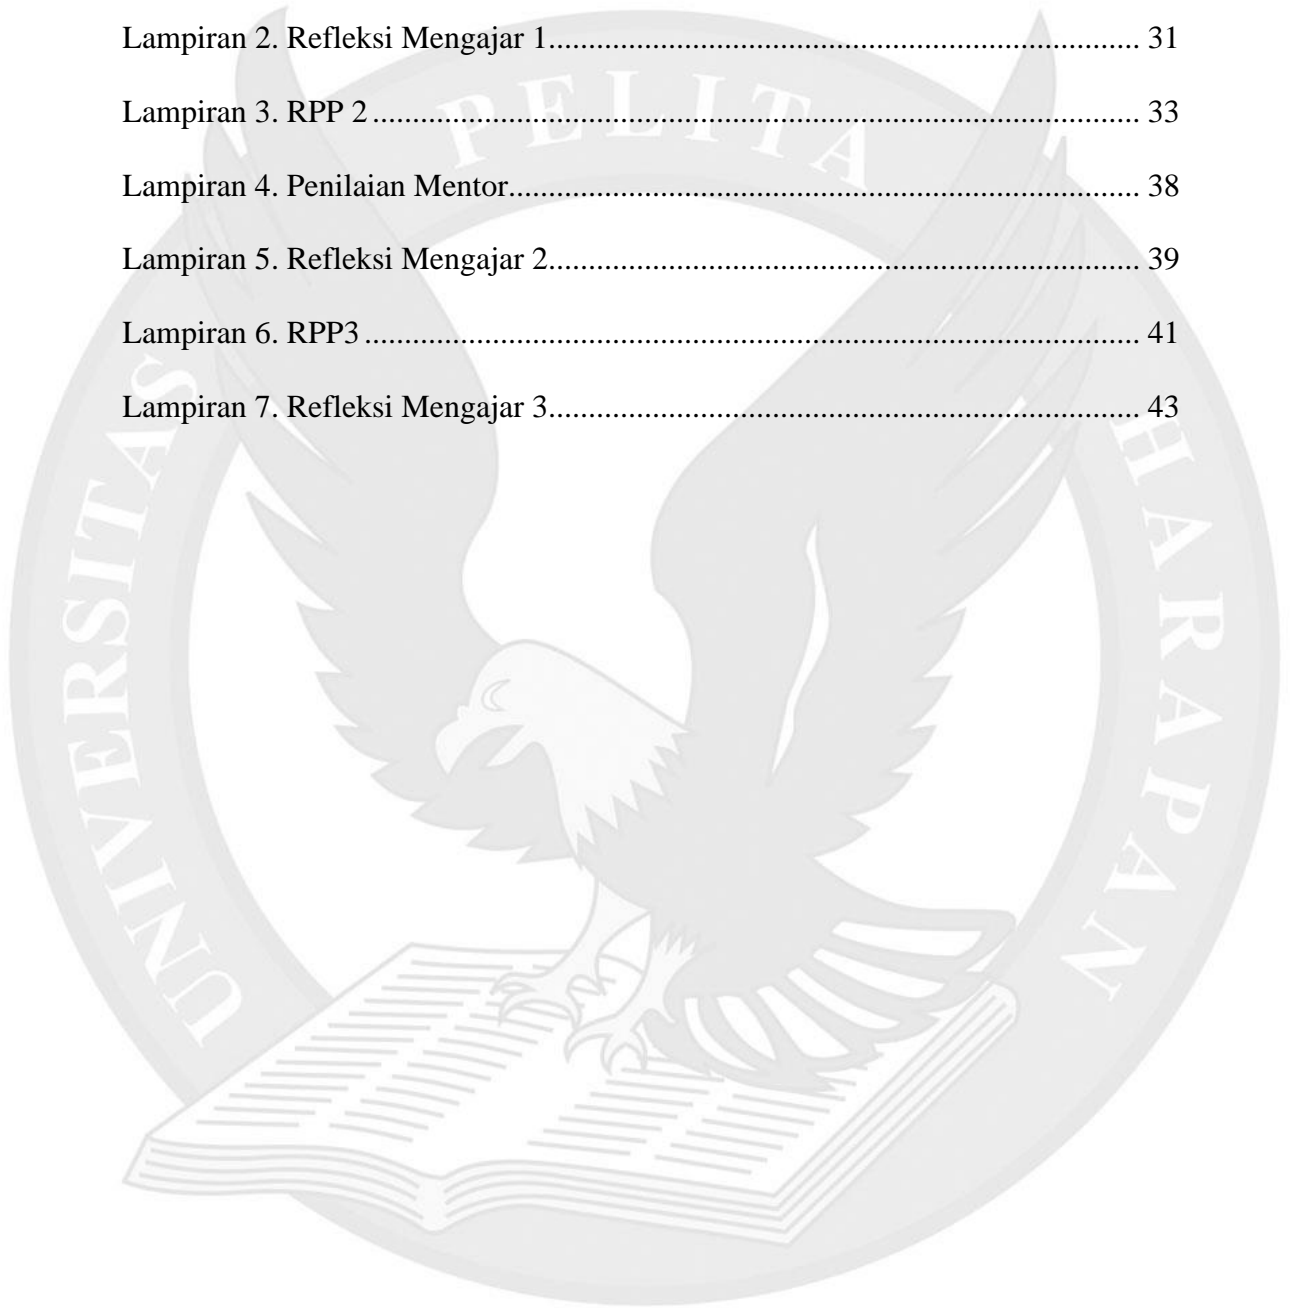 Lampiran 2. Refleksi Mengajar 1.......................................................................... 31
Lampiran 3. RPP 2 ................................................................................................ 33
Lampiran 4. Penilaian Mentor............................................................................... 38
Lampiran 5. Refleksi Mengajar 2.......................................................................... 39
Lampiran 6. RPP3 ................................................................................................. 41
Lampiran 7. Refleksi Mengajar 3.......................................................................... 43
UNIVERSITAS PELITA HARAPAN